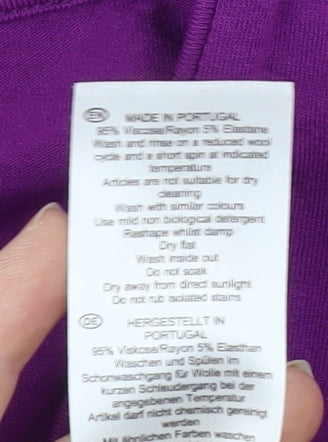 EN MADE IN PORTUGAL
95% Viscose/Rayon 5% Elastane
Wash and rinse on a reduced wool
cycle and a short spin at indicated
temperature
Articles are not suitable for dry
cleaning
Wash with similar colours
Use mild non biological detergent
Reshape whilst damp
Dry flat
Wash inside out
Do not soak
Dry away from direct sunlight
Do not rub isolated stains
DE HERGESTELLT IN
PORTUGAL
95% Viskose/Rayon 5% Elasthan
Waschen und Spülen im
Schonwaschgang für Wolle mit einem
kurzen Schleudergang bei der
angegebenen Temperatur
Artikel darf nicht chemisch gereinigt
werden
Mit ähnlichen Farben waschen